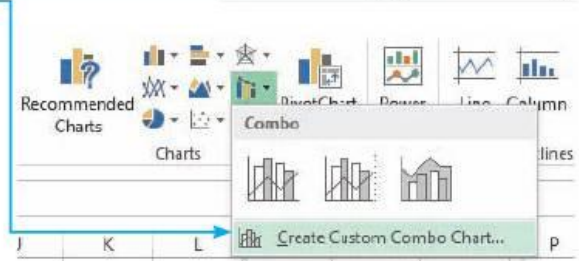 Recommended
Charts
PivotChart Power Line Column
Combo
Charts
lines
Create Custom Combo Chart...
J K L P